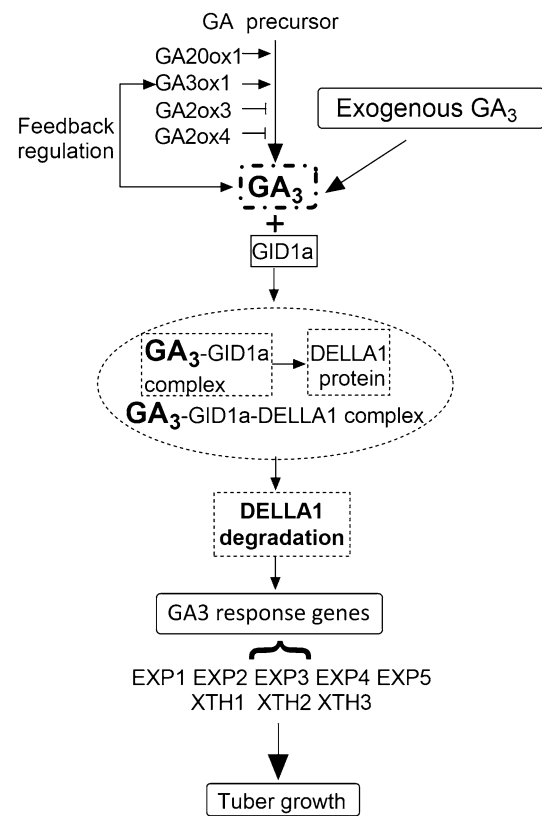 GA precursor
GA20ox1
GA3ox1
GA2ox3
GA2ox4
Feedback
regulation
Exogenous GA₃
GA₃
+
GID1a
GA₃-GID1a
complex
DELLA1
protein
GA₃-GID1a-DELLA1 complex
DELLA1
degradation
GA3 response genes
EXP1 EXP2 EXP3 EXP4 EXP5
XTH1 XTH2 XTH3
Tuber growth